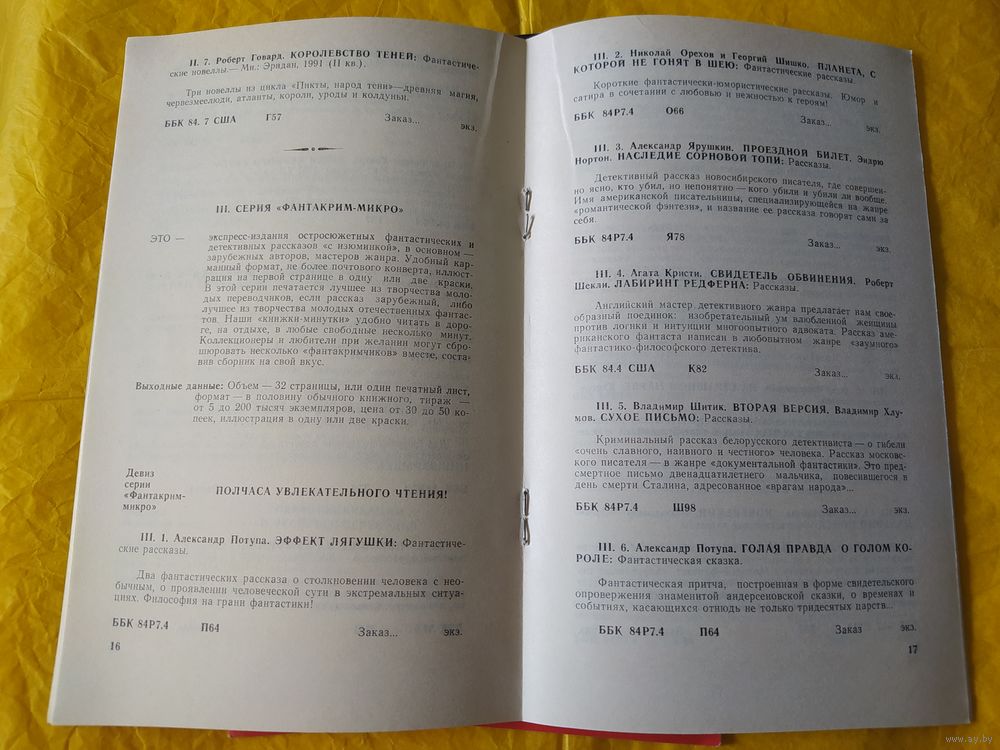 II. 7. Роберт Говард. КОРОЛЕВСТВО ТЕНЕЙ: Фантастиче-
ские новеллы.— Мн.: Эридан, 1991 (II кв.).
Три новеллы из цикла «Пикты, народ тени»—древняя магия,
червезмеслюди, атланты, короли, уроды и колдуньи.
ББК 84. 7 США Г57 Заказ... экз.
III. СЕРИЯ «ФАНТАКРИМ-МИКРО»
ЭТО — экспресс-издания остросюжетных фантастических и
детективных рассказов «с изюминкой», в основном —
зарубежных авторов, мастеров жанра. Удобный кар-
манный формат, не более почтового конверта, иллюст-
рация на первой странице в одну или две краски.
В этой серии печатается лучшее из творчества моло-
дых переводчиков, если рассказ зарубежный, либо
лучшее из творчества молодых отечественных фантас-
тов. Наши «книжки-минутки» удобно читать в доро-
ге, на отдыхе, в любые свободные несколько минут.
Коллекционеры и любители при желании могут сбро-
шюровать несколько «фантакримчиков» вместе, соста-
вив сборник на свой вкус.
Выходные данные: Объем — 32 страницы, или один печатный лист,
формат — в половину обычного книжного, тираж —
от 5 до 200 тысяч экземпляров, цена от 30 до 50 ко-
пеек, иллюстрация в одну или две краски.
Девиз
серии
«Фантакрим-
микро»
ПОЛЧАСА УВЛЕКАТЕЛЬНОГО ЧТЕНИЯ!
III. 1. Александр Потупа. ЭФФЕКТ ЛЯГУШКИ: Фантастиче-
ские рассказы.
Два фантастических рассказа о столкновении человека с необ-
ычным, о проявлении человеческой сути в экстремальных ситуа-
циях. Философия на грани фантастики!
ББК 84Р7.4 П64 Заказ... экз.
16
III. 2. Николай Орехов и Георгий Шишко. ПЛАНЕТА, С
КОТОРОЙ НЕ ГОНЯТ В ШЕЮ: Фантастические рассказы.
Короткие фантастически-юмористические рассказы. Юмор и
сатира в сочетании с любовью и нежностью к героям!
ББК 84Р7.4 О66 Заказ... экз.
III. 3. Александр Ярушкин. ПРОЕЗДНОЙ БИЛЕТ. Эндрю
Нортон. НАСЛЕДИЕ СОРНОВОЙ ТОПИ: Рассказы.
Детективный рассказ новосибирского писателя, где совершен-
но ясно, кто убил, но непонятно — кого убили и убили ли вообще.
Имя американской писательницы, специализирующейся на жанре
«романтической фэнтези», и название ее рассказа говорят сами за
себя.
ББК 84Р7.4 Я78 Заказ... экз.
III. 4. Агата Кристи. СВИДЕТЕЛЬ ОБВИНЕНИЯ. Роберт
Шекли. ЛАБИРИНТ РЕДФЕРНА: Рассказы.
Английский мастер детективного жанра предлагает вам свое-
образный поединок: изобретательный ум влюбленной женщины
против логики и интуиции многоопытного адвоката. Рассказ аме-
риканского фантаста написан в любопытном жанре «заумного»
фантастико-философского детектива.
ББК 84.4 США К82 Заказ... экз.
III. 5. Владимир Шитик. ВТОРАЯ ВЕРСИЯ. Владимир Хлу-
мов. СУХОЕ ПИСЬМО: Рассказы.
Криминальный рассказ белорусского детективиста — о гибели
«очень славного, наивного и честного» человека. Рассказ москов-
ского писателя — в жанре «документальной фантастики». Это пред-
смертное письмо двенадцатилетнего мальчика, повесившегося в
день смерти Сталина, адресованное «врагам народа»...
ББК 84Р7.4 Ш98 Заказ... экз.
III. 6. Александр Потупа. ГОЛАЯ ПРАВДА О ГОЛОМ КО-
РОЛЕ: Фантастическая сказка.
Фантастическая притча, построенная в форме свидетельского
опровержения знаменитой андерсеновской сказки, о временах и
событиях, касающихся отнюдь не только тридесятых царств...
ББК 84Р7.4 П64 Заказ экз.
17
www.ay.by